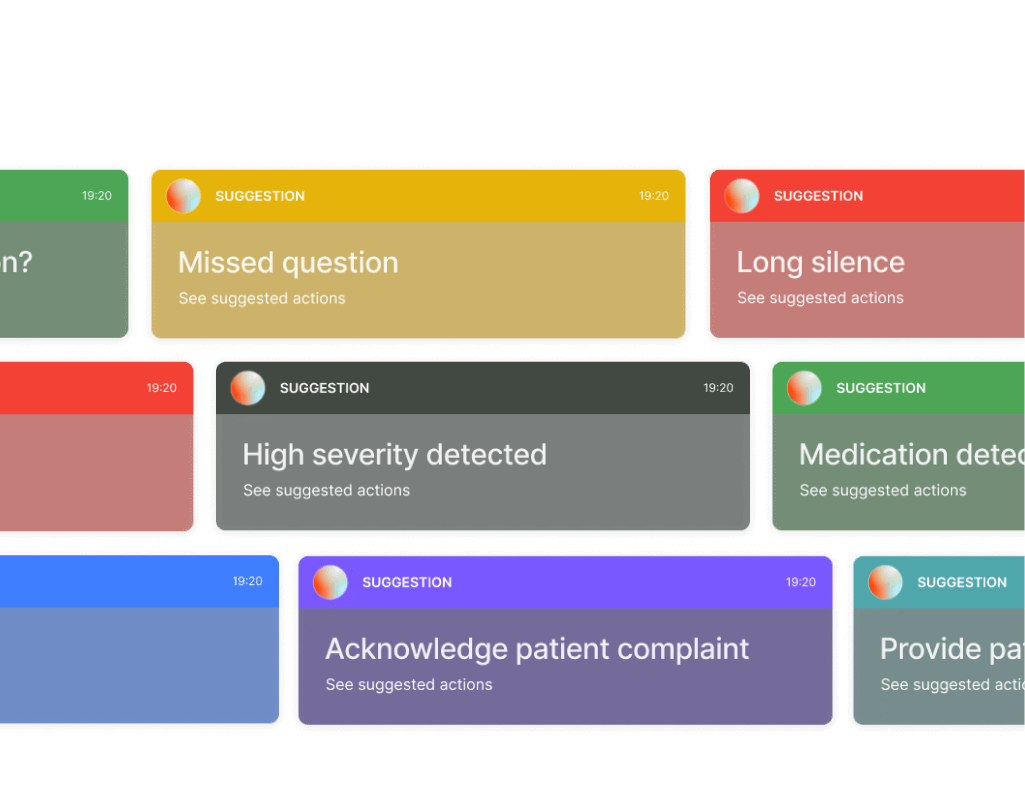 19:20
n?
SUGGESTION 19:20
Missed question
See suggested actions
SUGGESTION
Long silence
See suggested actions
19:20
SUGGESTION 19:20
High severity detected
See suggested actions
SUGGESTION
Medication detec
See suggested actions
19:20
SUGGESTION 19:20
Acknowledge patient complaint
See suggested actions
SUGGESTION
Provide pa
See suggested actio